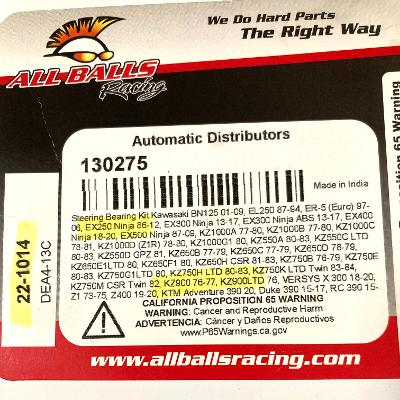 We Do Hard Parts
The Right Way
ALL BALLS
Racing
Automatic Distributors
130275
Made in India
Steering Bearing Kit Kawasaki BN125 01-09, EL250 87-94, ER-5 (Euro) 97-
06, EX250 Ninja 86-12, EX300 Ninja 13-17, EX300 Ninja ABS 13-17, EX400
Ninja 18-20, EX500 Ninja 87-09, KZ1000A 77-80, KZ1000B 77-80, KZ1000C
78-81, KZ1000D (Z1R) 78-80, KZ1000G1 80, KZ550A 80-83, KZ550C LTD
80-83, KZ550D GPZ 81, KZ650B 77-79, KZ650C 77-79, KZ650D 78-79,
KZ650E1LTD 80, KZ650F1 80, KZ650H CSR 81-83, KZ750B 76-79, KZ750E
80-83, KZ750G1LTD 80, KZ750H LTD 80-83, KZ750K LTD Twin 83-84,
KZ750M CSR Twin 82, KZ900 76-77, KZ900LTD 76, VERSYS X 300 18-20,
Z1 73-75, Z400 19-20, KTM Adventure 390 20, Duke 390 15-17, RC 390 15-
CALIFORNIA PROPOSITION 65 WARNING
WARNING: Cancer and Reproductive Harm
ADVERTENCIA: Cáncer y Daños Reproductivos
www.P65Warnings.ca.gov
22-1014
DEA4-13C
www.allballsracing.com
osition 65 Warning